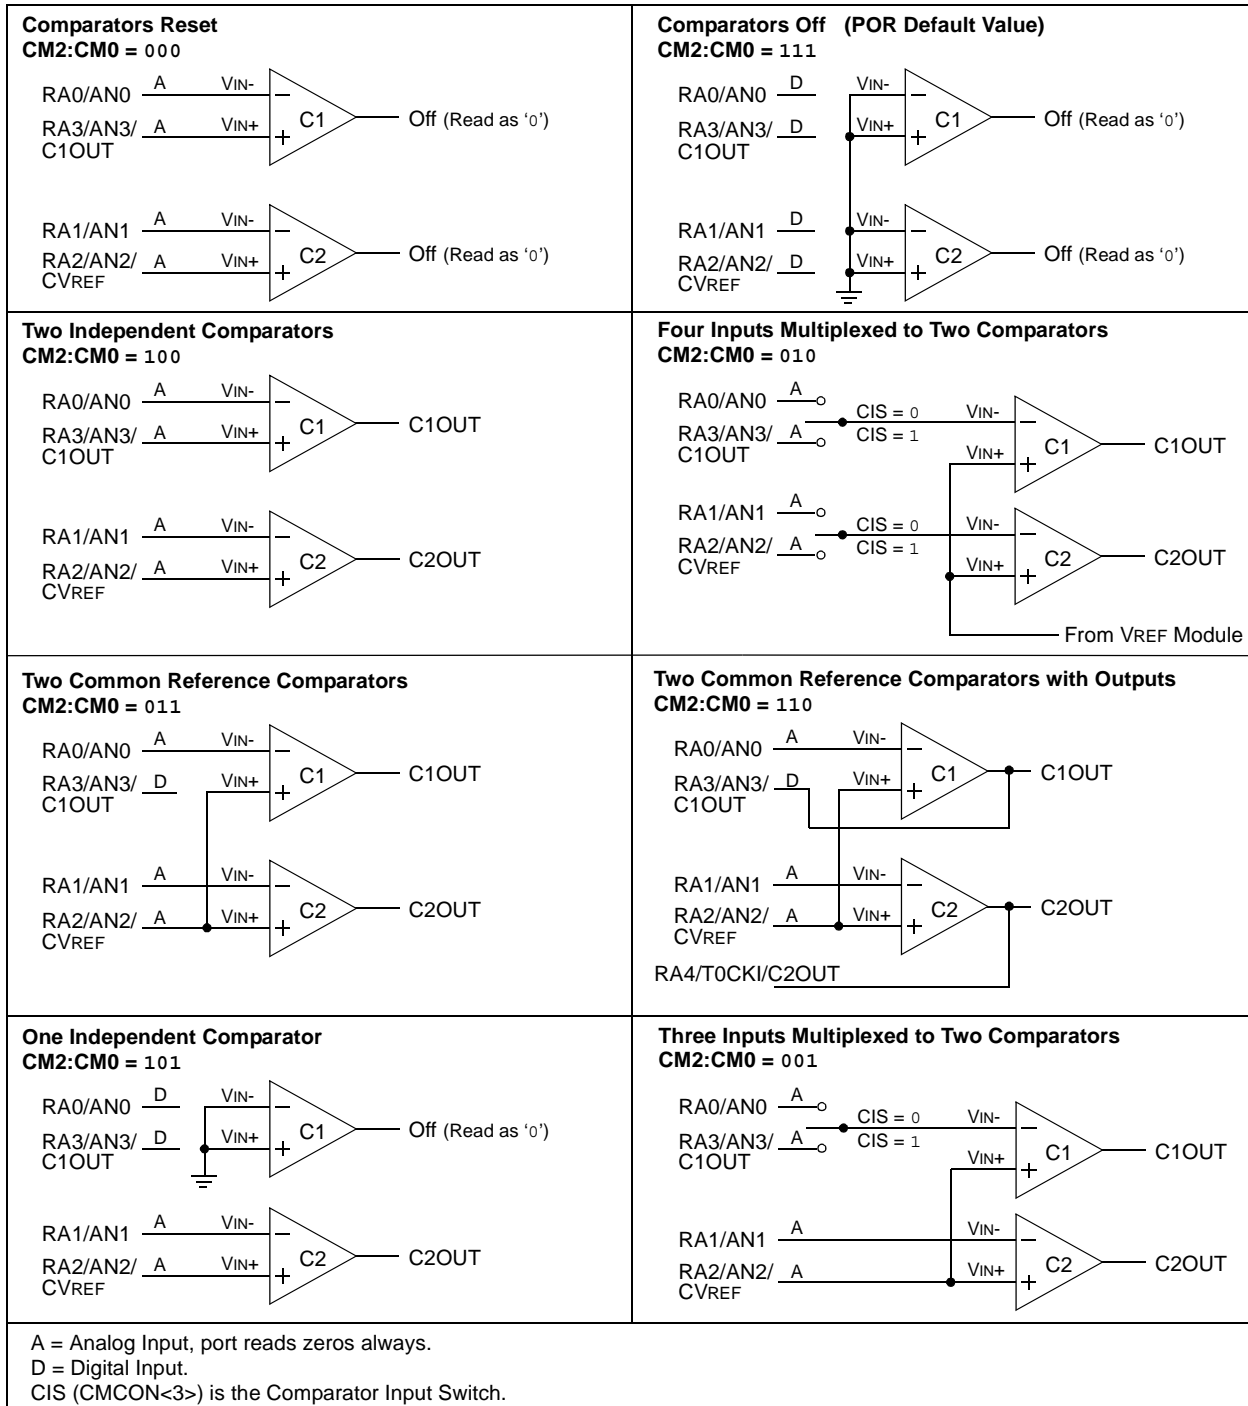 Comparators Reset
CM2:CM0 = 000
RA0/AN0 A VIN-
C1 Off (Read as ‘0’)
RA3/AN3/ A VIN+
C1OUT
RA1/AN1 A VIN-
C2 Off (Read as ‘0’)
RA2/AN2/ A VIN+
CVREF
Comparators Off (POR Default Value)
CM2:CM0 = 111
RA0/AN0 D VIN-
C1 Off (Read as ‘0’)
RA3/AN3/ D VIN+
C1OUT
RA1/AN1 D VIN-
C2 Off (Read as ‘0’)
RA2/AN2/ D VIN+
CVREF
Two Independent Comparators
CM2:CM0 = 100
RA0/AN0 A VIN-
C1 C1OUT
RA3/AN3/ A VIN+
C1OUT
RA1/AN1 A VIN-
C2 C2OUT
RA2/AN2/ A VIN+
CVREF
Four Inputs Multiplexed to Two Comparators
CM2:CM0 = 010
RA0/AN0 A
CIS = 0 VIN-
RA3/AN3/ A CIS = 1
C1OUT
VIN+ C1 C1OUT
RA1/AN1 A
CIS = 0 VIN-
RA2/AN2/ A CIS = 1
CVREF
VIN+ C2 C2OUT
From VREF Module
Two Common Reference Comparators
CM2:CM0 = 011
RA0/AN0 A VIN-
C1 C1OUT
RA3/AN3/ D VIN+
C1OUT
RA1/AN1 A VIN-
C2 C2OUT
RA2/AN2/ A VIN+
CVREF
Two Common Reference Comparators with Outputs
CM2:CM0 = 110
RA0/AN0 A VIN-
C1 C1OUT
RA3/AN3/ D VIN+
C1OUT
RA1/AN1 A VIN-
C2 C2OUT
RA2/AN2/ A VIN+
CVREF
RA4/T0CKI/C2OUT
One Independent Comparator
CM2:CM0 = 101
RA0/AN0 D VIN-
C1 Off (Read as ‘0’)
RA3/AN3/ D VIN+
C1OUT
RA1/AN1 A VIN-
C2 C2OUT
RA2/AN2/ A VIN+
CVREF
Three Inputs Multiplexed to Two Comparators
CM2:CM0 = 001
RA0/AN0 A
CIS = 0 VIN-
RA3/AN3/ A CIS = 1
C1OUT
VIN+ C1 C1OUT
RA1/AN1 A VIN-
C2 C2OUT
RA2/AN2/ A VIN+
CVREF
A = Analog Input, port reads zeros always.
D = Digital Input.
CIS (CMCON<3>) is the Comparator Input Switch.